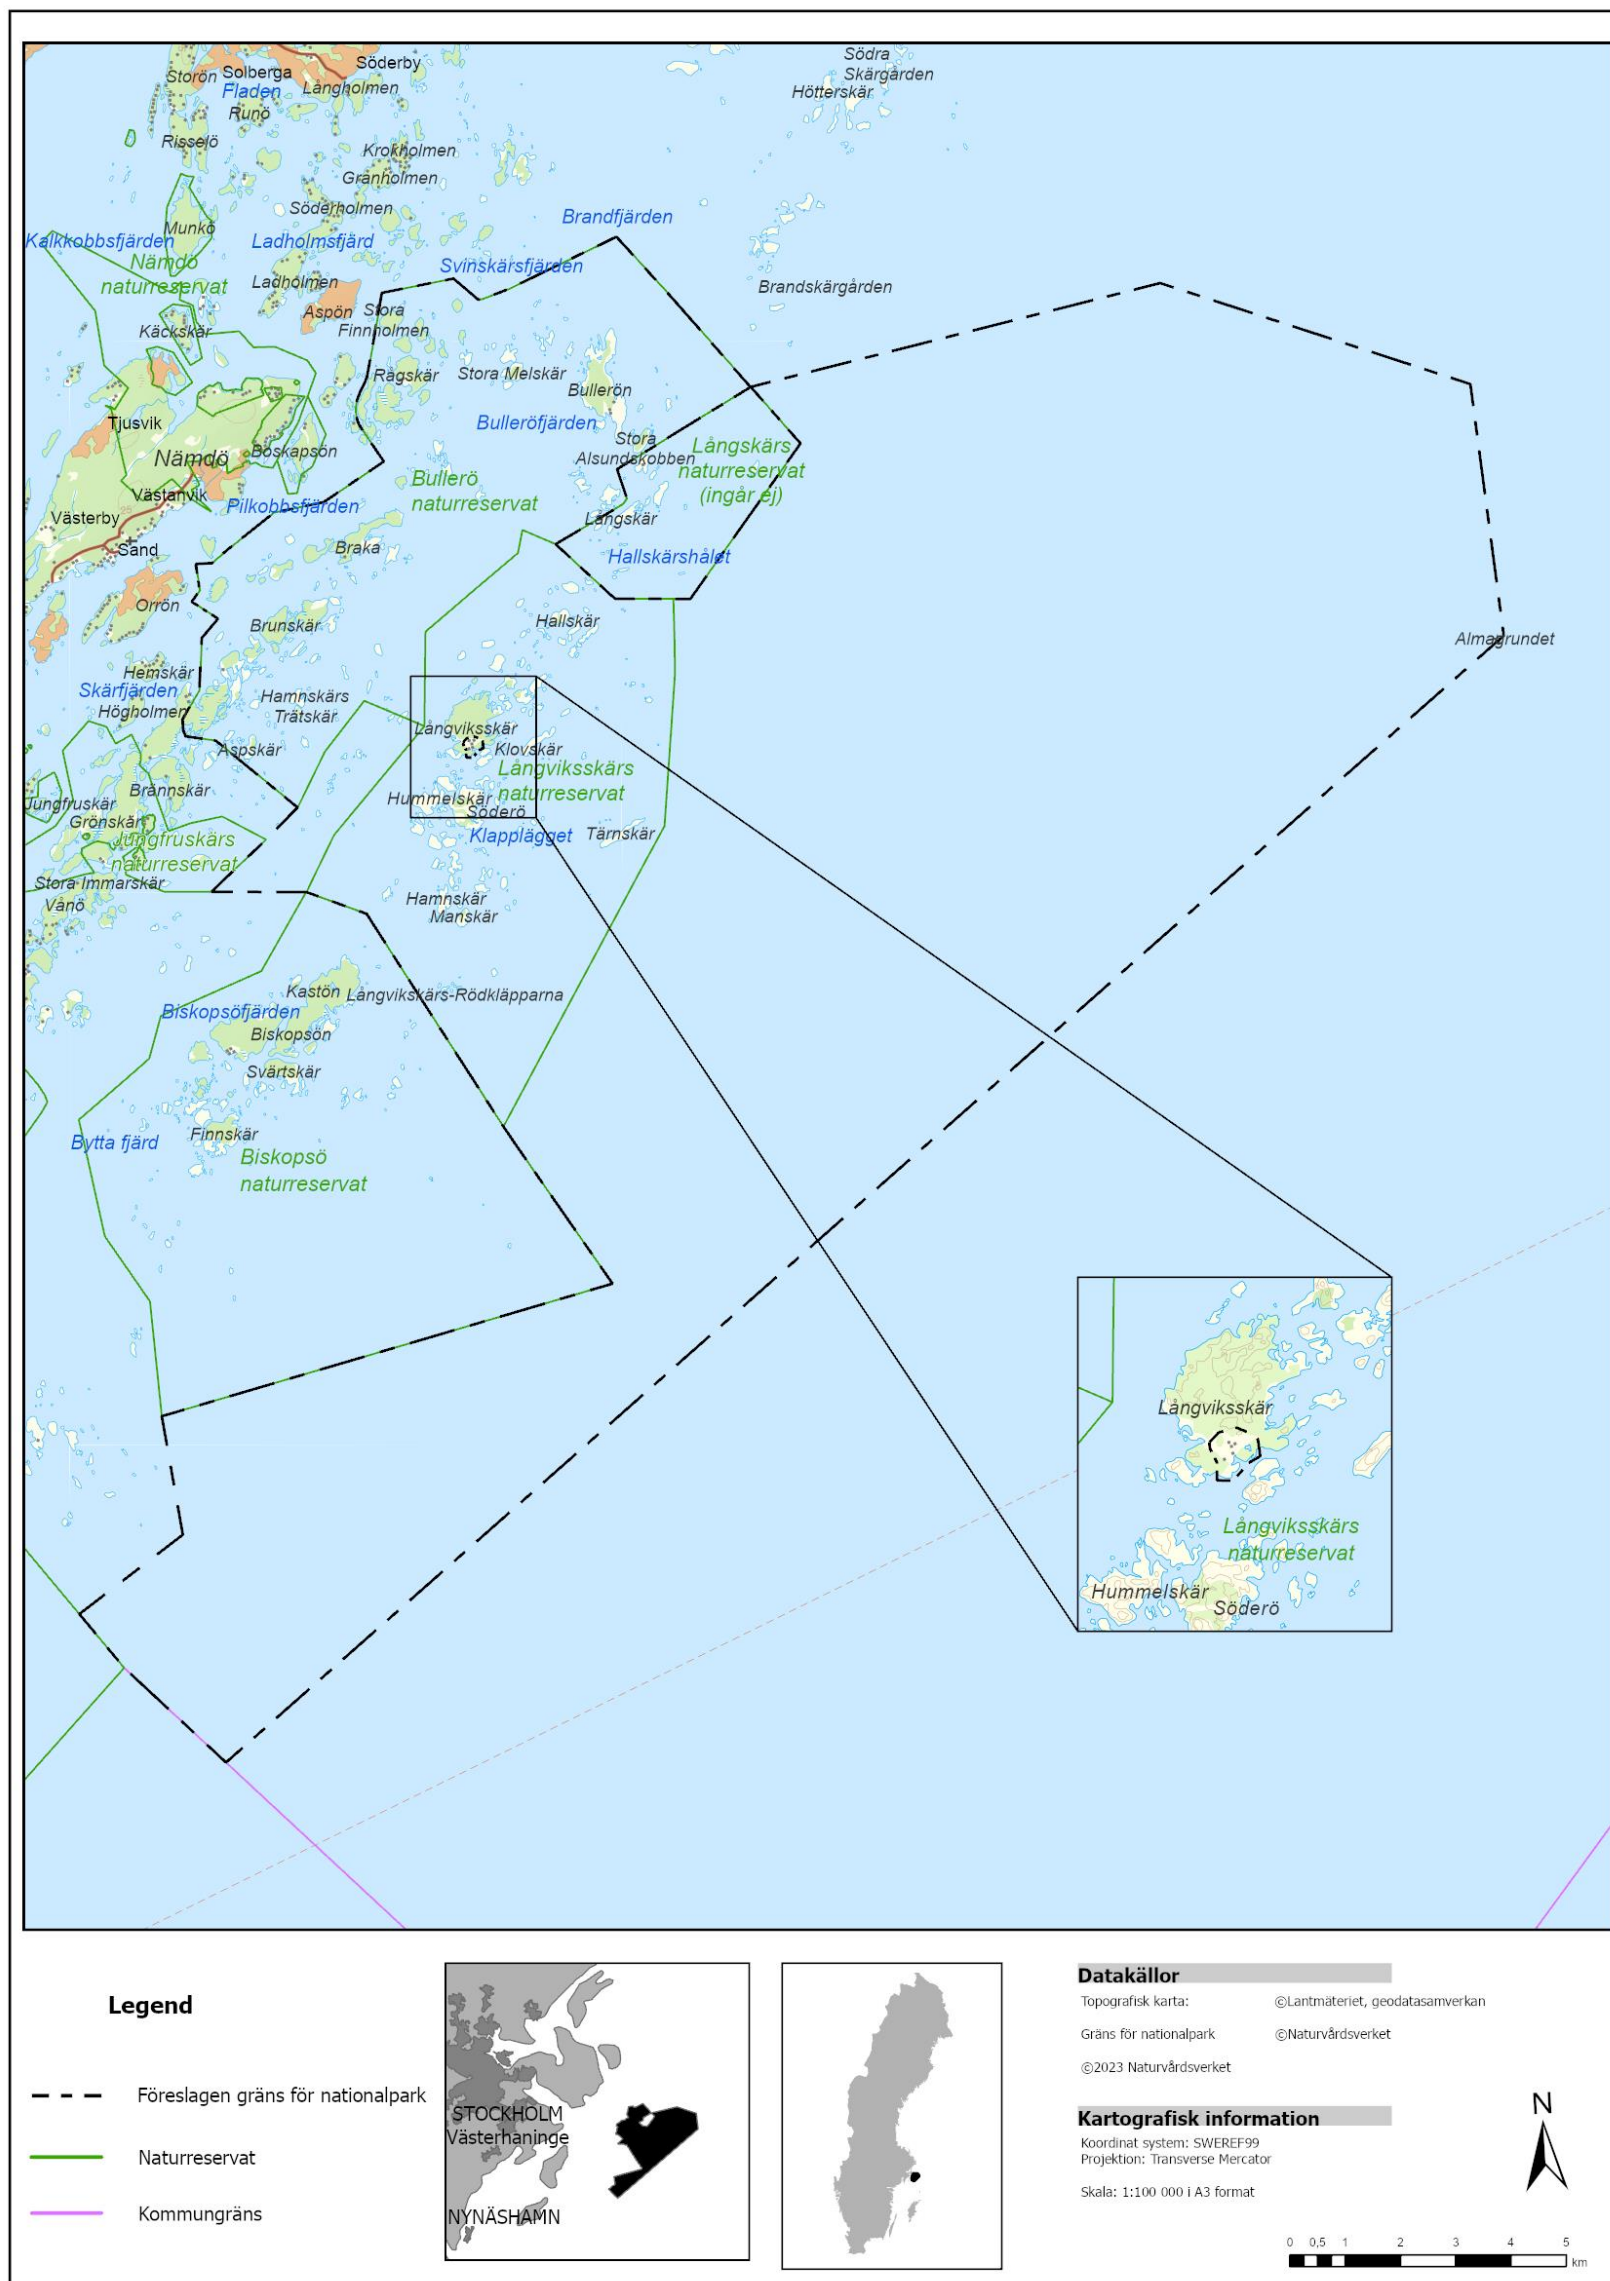 Södra
Skärgården
Hötterskär
Storön
Solberga
Söderby
Fladen
Långholmen
Runö
Risselö
Krokholmen
Granholmen
Söderholmen
Munkö
Brandfjärden
Kalkkobbsfjärden
Ladholmsfjärd
Nämdö
naturreservat
Svinskärsfjärden
Ladholmen
Brandskärgården
Aspön
Stora
Finnholmen
Käckskär
Rågskär
Stora Melskär
Bullerön
Tjusvik
Bulleröfjärden
Stora
Alsundskobben
Långskärs
naturreservat
(ingår ej)
Nämdö
Boskapsön
Bullerö
naturreservat
Västanvik
25
Pilkobbsfjärden
Västerby
Långskär
Sand
Braka
Hallskärshålet
Orrön
Brunskär
Hallskär
Almagrundet
Hemskär
Skärfjärden
Högholmen
Hamnskärs
Trätskär
Långviksskär
Aspskär
Klovskär
Långviksskärs
naturreservat
Brännskär
Jungfruskär
Hummelskär
Söderö
Grönskär
Klapplägget
Tärnskär
Jungfruskärs
naturreservat
Stora Immarskär
Vånö
Hamnskär
Manskär
Kastön
Långvikskärs-Rödkläpparna
Biskopsöfjärden
Biskopsön
Svärtskär
Finnskär
Bytta fjärd
Biskopsö
naturreservat
Långviksskär
Långviksskärs
naturreservat
Hummelskär
Söderö
Legend
Föreslagen gräns för nationalpark
Naturreservat
Kommungräns
STOCKHOLM
Västerhaninge
NYNÄSHAMN
Datakällor
Topografisk karta: ©Lantmäteriet, geodatasamverkan
Gräns för nationalpark ©Naturvårdsverket
©2023 Naturvårdsverket
Kartografisk information
Koordinat system: SWEREF99
Projektion: Transverse Mercator
Skala: 1:100 000 i A3 format
N
0 0,5 1 2 3 4 5
km